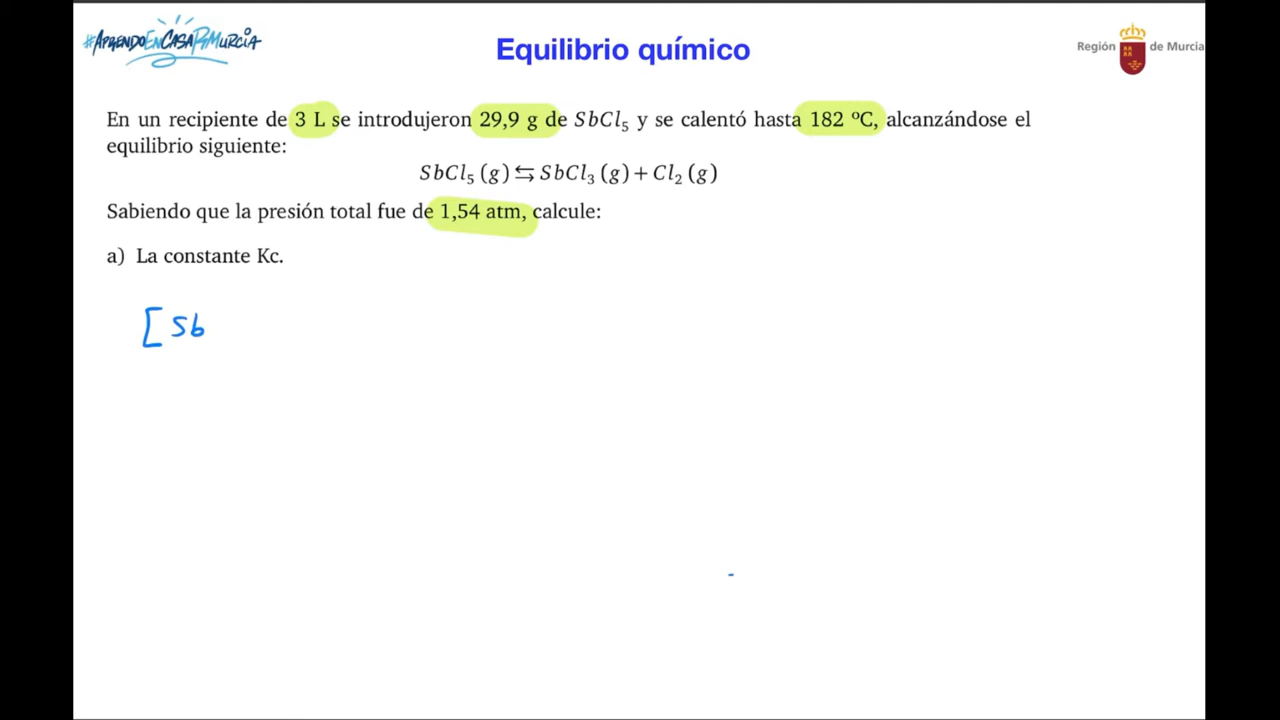 #APRENDOENCASARMURCIA
Equilibrio químico
Región de Murcia
En un recipiente de 3 L se introdujeron 29,9 g de SbCl₅ y se calentó hasta 182 ºC, alcanzándose el
equilibrio siguiente:
SbCl₅ (g) ⇆ SbCl₃ (g) + Cl₂ (g)
Sabiendo que la presión total fue de 1,54 atm, calcule:
a) La constante Kc.
[ Sb